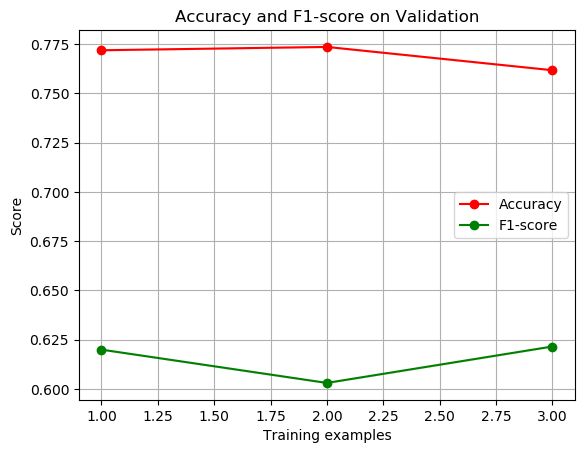 Accuracy and F1-score on Validation
0.775
0.750
0.725
0.700
0.675
0.650
0.625
0.600
Score
Accuracy
F1-score
1.00 1.25 1.50 1.75 2.00 2.25 2.50 2.75 3.00
Training examples